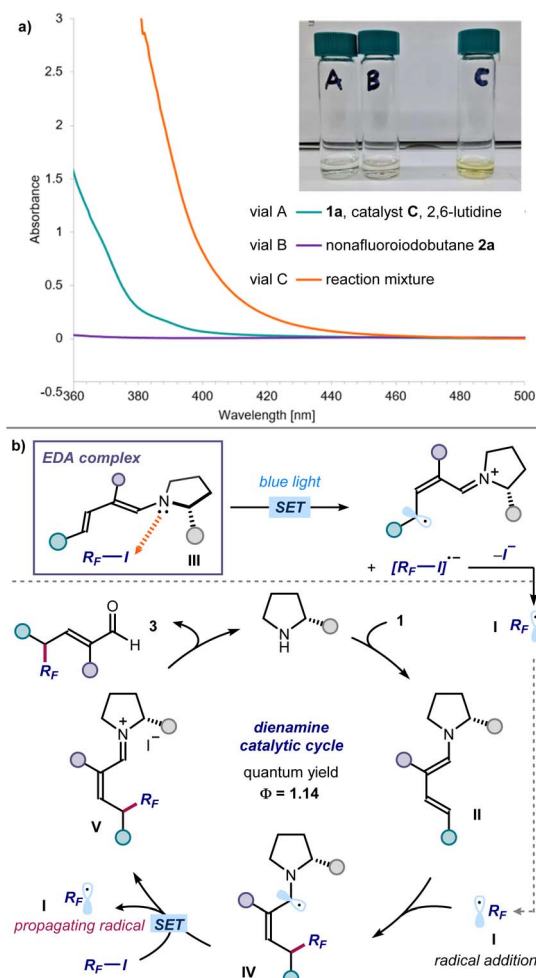 a)
3
2.5
2
1.5
1
0.5
0
-0.5
Absorbance
360
380
400
420
440
460
480
500
Wavelength [nm]
A
B
C
vial A 1a, catalyst C, 2,6-lutidine
vial B nonafluoroiodobutane 2a
vial C reaction mixture
b)
EDA complex
N
R_F—I
III
blue light
SET
N+
+ [R_F—I]•−
–I−
I R_F
O
H
3
R_F
N
H
1
N+
I−
R_F
V
dienamine
catalytic cycle
quantum yield
Φ = 1.14
N
II
I R_F
propagating radical
SET
R_F—I
N
R_F
IV
R_F
I
radical addition